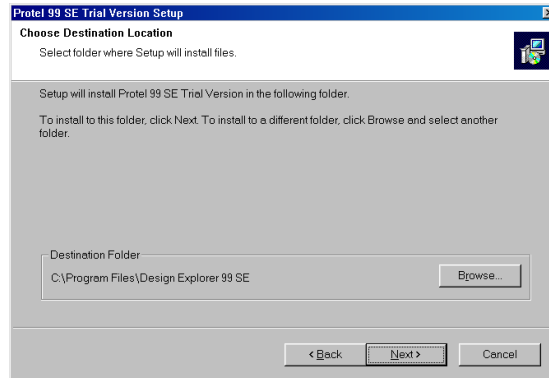 Protel 99 SE Trial Version Setup
Choose Destination Location
Select folder where Setup will install files.
Setup will install Protel 99 SE Trial Version in the following folder.
To install to this folder, click Next. To install to a different folder, click Browse and select another
folder.
Destination Folder
C:\Program Files\Design Explorer 99 SE
Browse...
< Back
Next >
Cancel